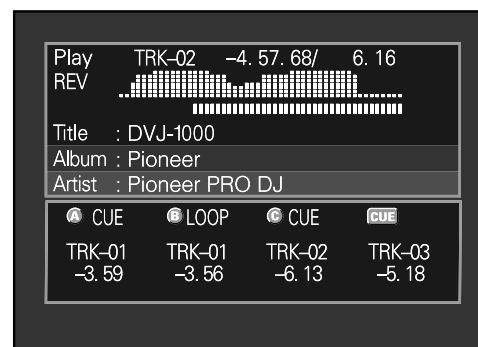 Play TRK–02 –4. 57. 68/ 6. 16
REV
Title : DVJ-1000
Album : Pioneer
Artist : Pioneer PRO DJ
A CUE B LOOP C CUE CUE
TRK–01 TRK–01 TRK–02 TRK–03
–3. 59 –3. 56 –6. 13 –5. 18